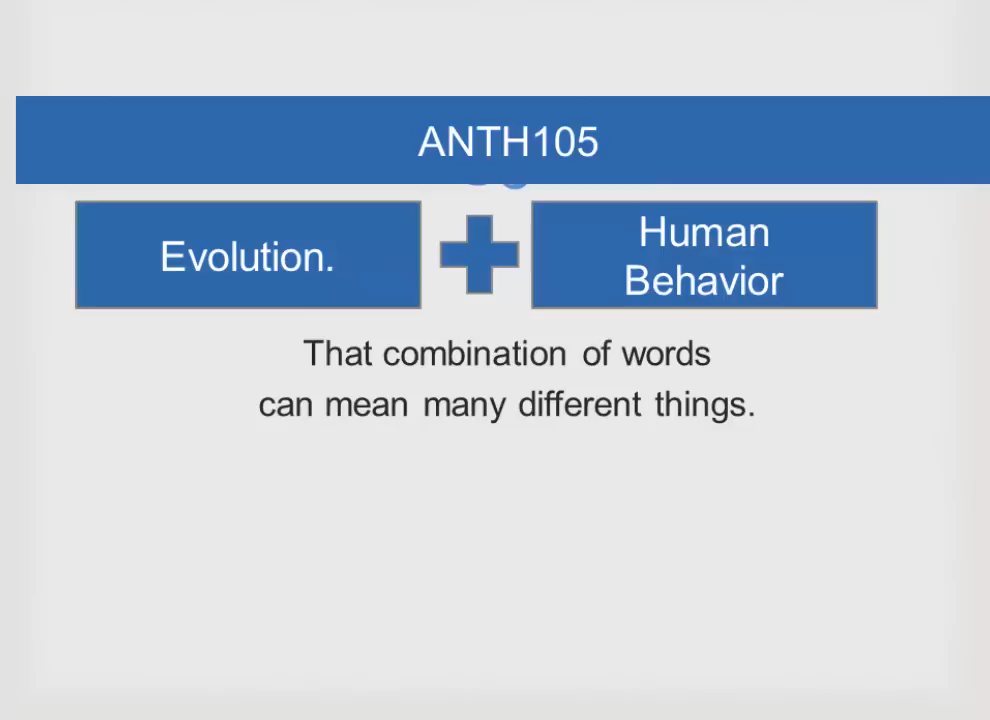 ANTH105
Evolution.
Human
Behavior
That combination of words
can mean many different things.